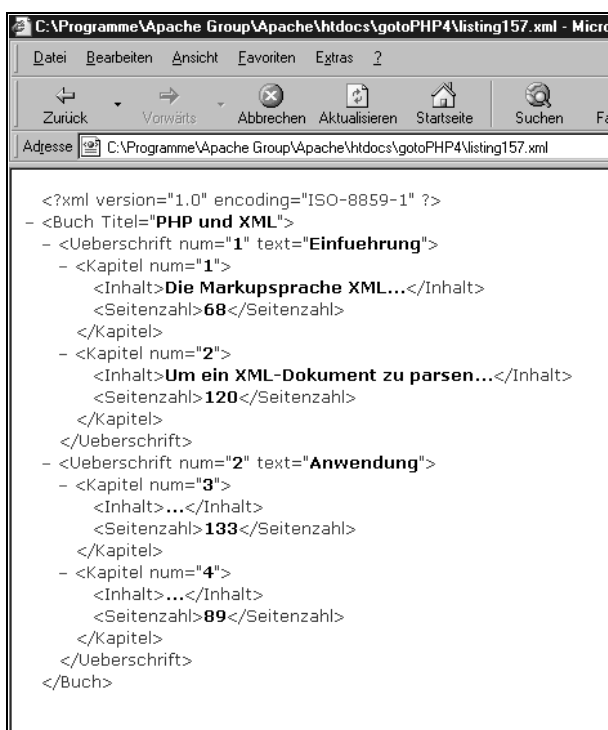 C:\Programme\Apache Group\Apache\htdocs\gotoPHP4\listing157.xml - Micro
Datei Bearbeiten Ansicht Favoriten Extras ?
Zurück Vorwärts Abbrechen Aktualisieren Startseite Suchen Fa
Adresse C:\Programme\Apache Group\Apache\htdocs\gotoPHP4\listing157.xml
<?xml version="1.0" encoding="ISO-8859-1" ?>
- <Buch Titel="PHP und XML">
- <Ueberschrift num="1" text="Einfuehrung">
- <Kapitel num="1">
<Inhalt>Die Markupsprache XML...</Inhalt>
<Seitenzahl>68</Seitenzahl>
</Kapitel>
- <Kapitel num="2">
<Inhalt>Um ein XML-Dokument zu parsen...</Inhalt>
<Seitenzahl>120</Seitenzahl>
</Kapitel>
</Ueberschrift>
- <Ueberschrift num="2" text="Anwendung">
- <Kapitel num="3">
<Inhalt>...</Inhalt>
<Seitenzahl>133</Seitenzahl>
</Kapitel>
- <Kapitel num="4">
<Inhalt>...</Inhalt>
<Seitenzahl>89</Seitenzahl>
</Kapitel>
</Ueberschrift>
</Buch>